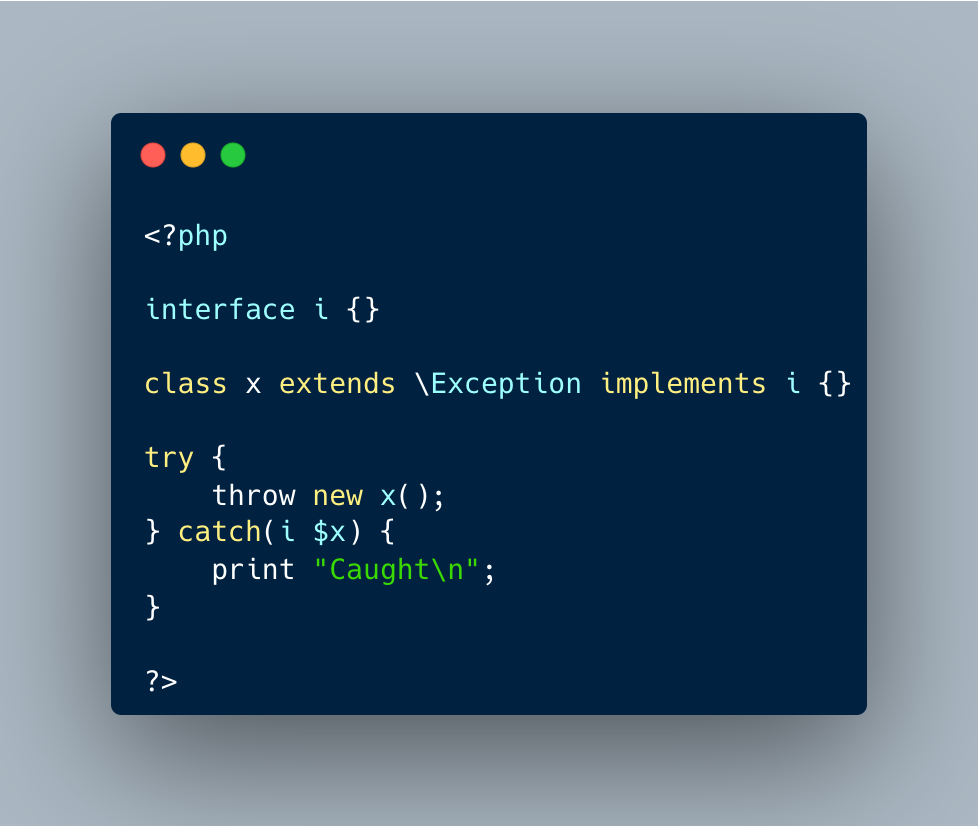 <?php
interface i {}
class x extends \Exception implements i {}
try {
    throw new x();
} catch(i $x) {
    print "Caught\n";
}
?>